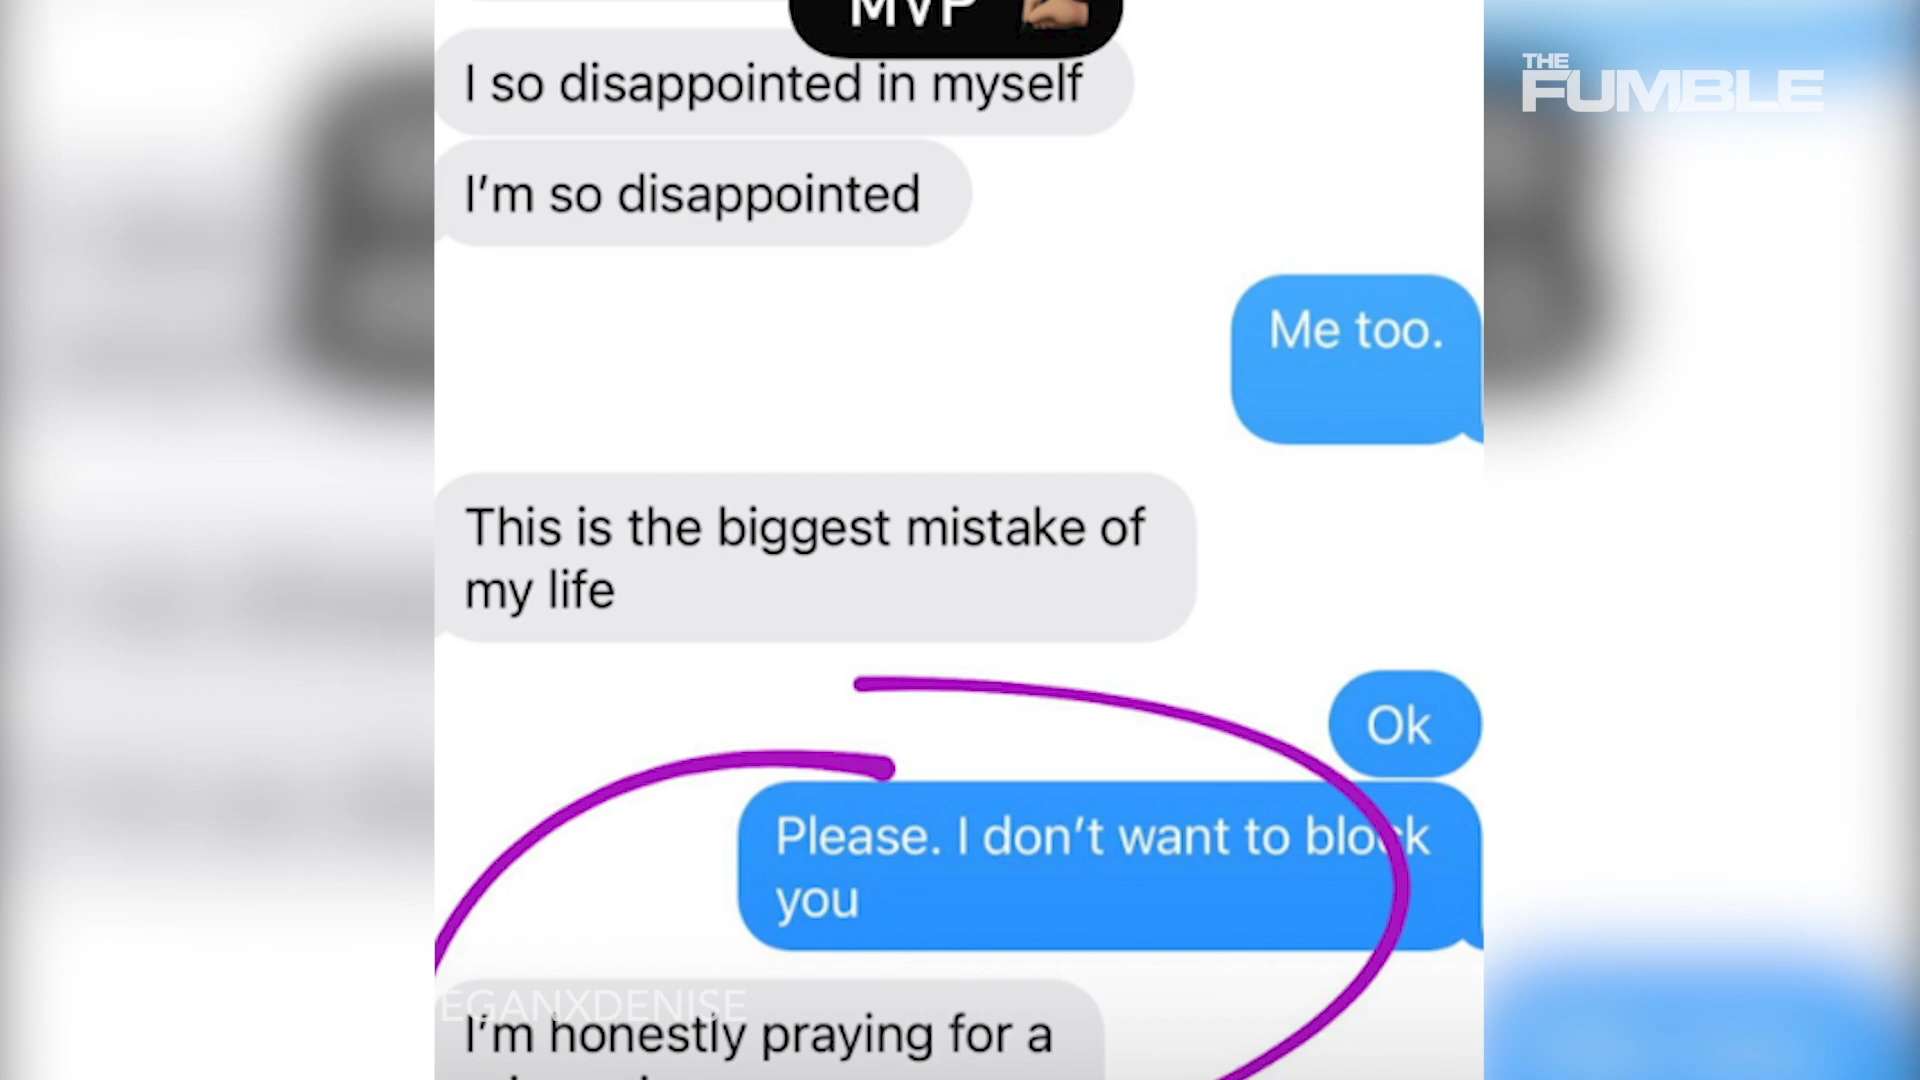 MVP
THE
FUMBLE
I so disappointed in myself
I'm so disappointed
Me too.
This is the biggest mistake of
my life
Ok
Please. I don't want to block
you
EGANXDENISE
I'm honestly praying for a